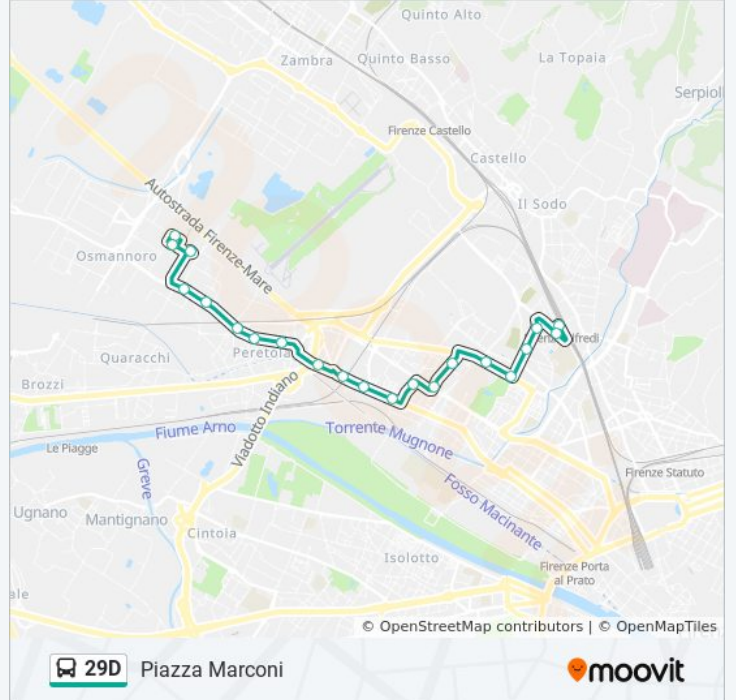 Quinto Alto
Zambra
Quinto Basso
La Topaia
Serpiol
Firenze Castello
Castello
Il Sodo
Autostrada Firenze-Mare
Osmannoro
Peretola
Quaracchi
Brozzi
Viadotto Indiano
Fiume Arno
Torrente Mugnone
Le Piagge
Greve
Fosso Macinante
Firenze Statuto
Ugnano
Mantignano
Cintoia
Isolotto
Firenze Porta
al Prato
ale
© OpenStreetMap contributors | © OpenMapTiles
29D Piazza Marconi
moovit